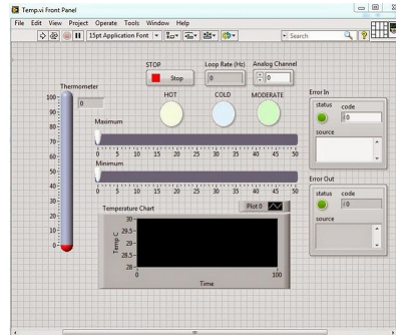 Temp.vi Front Panel
File Edit View Project Operate Tools Window Help
15pt Application Font
Search
STOP
Stop
Loop Rate (Hz)
0
Analog Channel
0
Thermometer
0
100
90
80
70
60
50
40
30
20
10
0
HOT
COLD
MODERATE
Maximum
0 5 10 15 20 25 30 35 40 45 50
Minimum
0 5 10 15 20 25 30 35 40 45 50
Temperature Chart
Plot 0
Temp C
30
29.5
29
28.5
28
0
100
Time
Error In
status code
0
source
Error Out
status code
0
source